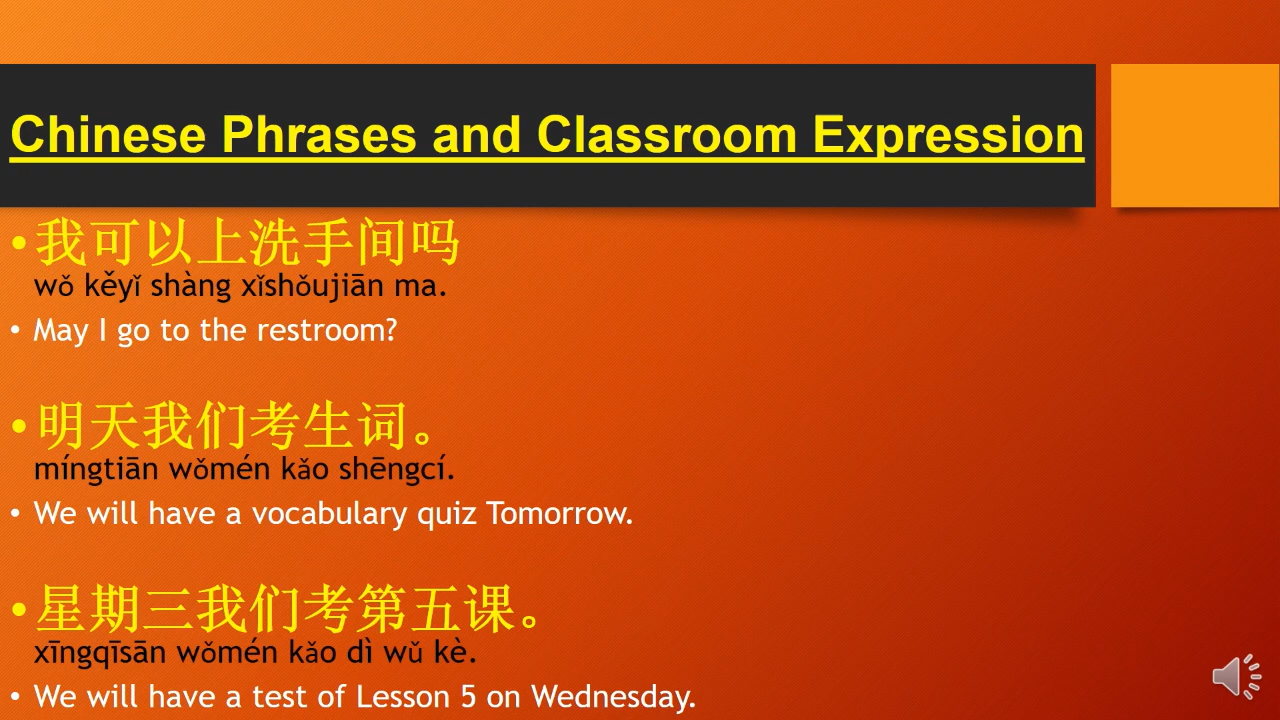 Chinese Phrases and Classroom Expression
•我可以上洗手间吗
wǒ kěyǐ shàng xǐshǒujiān ma.
• May I go to the restroom?
•明天我们考生词。
míngtiān wǒmén kǎo shēngcí.
• We will have a vocabulary quiz Tomorrow.
•星期三我们考第五课。
xīngqīsān wǒmén kǎo dì wǔ kè.
• We will have a test of Lesson 5 on Wednesday.